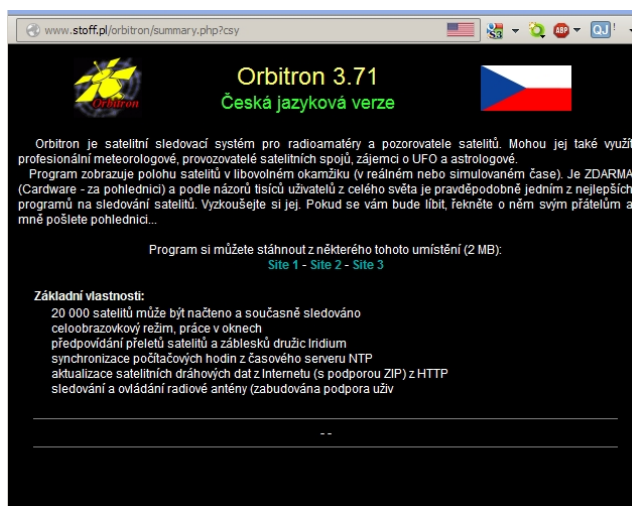 www.stoff.pl/orbitron/summary.php?csy
S3
ABP
QJ!
Orbitron
Orbitron 3.71
Česká jazyková verze
Orbitron je satelitní sledovací systém pro radioamatéry a pozorovatele satelitů. Mohou jej také využít
profesionální meteorologové, provozovatelé satelitních spojů, zájemci o UFO a astrologové.
Program zobrazuje polohu satelitů v libovolném okamžiku (v reálném nebo simulovaném čase). Je ZDARMA
(Cardware - za pohlednici) a podle názorů tisíců uživatelů z celého světa je pravděpodobně jedním z nejlepších
programů na sledování satelitů. Vyzkoušejte si jej. Pokud se vám bude líbit, řekněte o něm svým přátelům a
mně pošlete pohlednici...
Program si můžete stáhnout z některého tohoto umístění (2 MB):
Site 1 - Site 2 - Site 3
Základní vlastnosti:
20 000 satelitů může být načteno a současně sledováno
celoobrazovkový režim, práce v oknech
předpovídání přeletů satelitů a záblesků družic Iridium
synchronizace počítačových hodin z časového serveru NTP
aktualizace satelitních dráhových dat z Internetu (s podporou ZIP) z HTTP
sledování a ovládání radiové antény (zabudována podpora uživ
- -